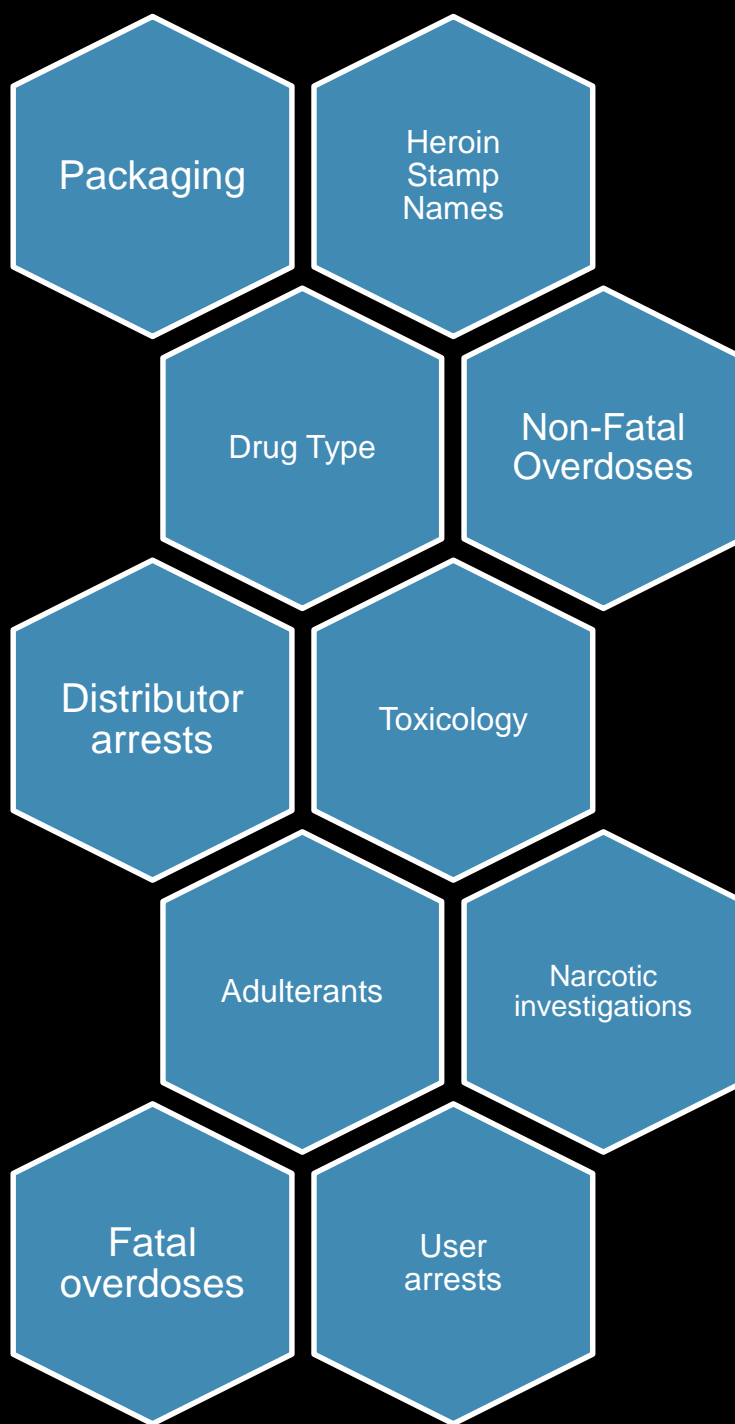 Packaging
Heroin
Stamp
Names
Drug Type
Non-Fatal
Overdoses
Distributor
arrests
Toxicology
Adulterants
Narcotic
investigations
Fatal
overdoses
User
arrests